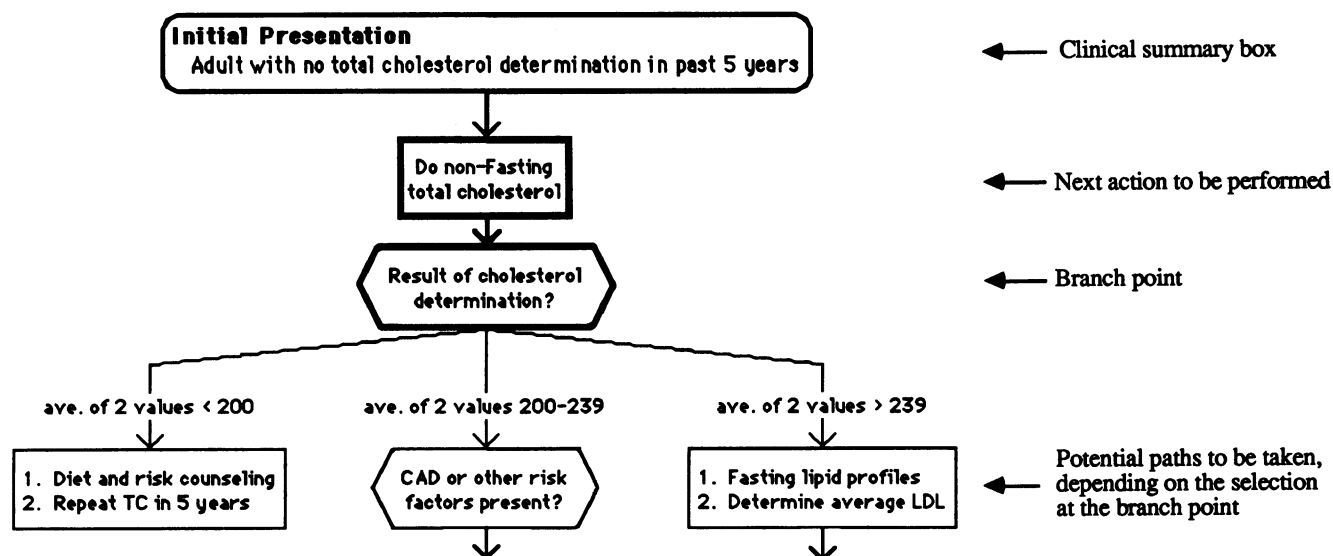 Initial Presentation
Adult with no total cholesterol determination in past 5 years
Clinical summary box
Do non-Fasting
total cholesterol
Next action to be performed
Result of cholesterol
determination?
Branch point
ave. of 2 values < 200
ave. of 2 values 200-239
ave. of 2 values > 239
1. Diet and risk counseling
2. Repeat TC in 5 years
CAD or other risk
factors present?
1. Fasting lipid profiles
2. Determine average LDL
Potential paths to be taken,
depending on the selection
at the branch point